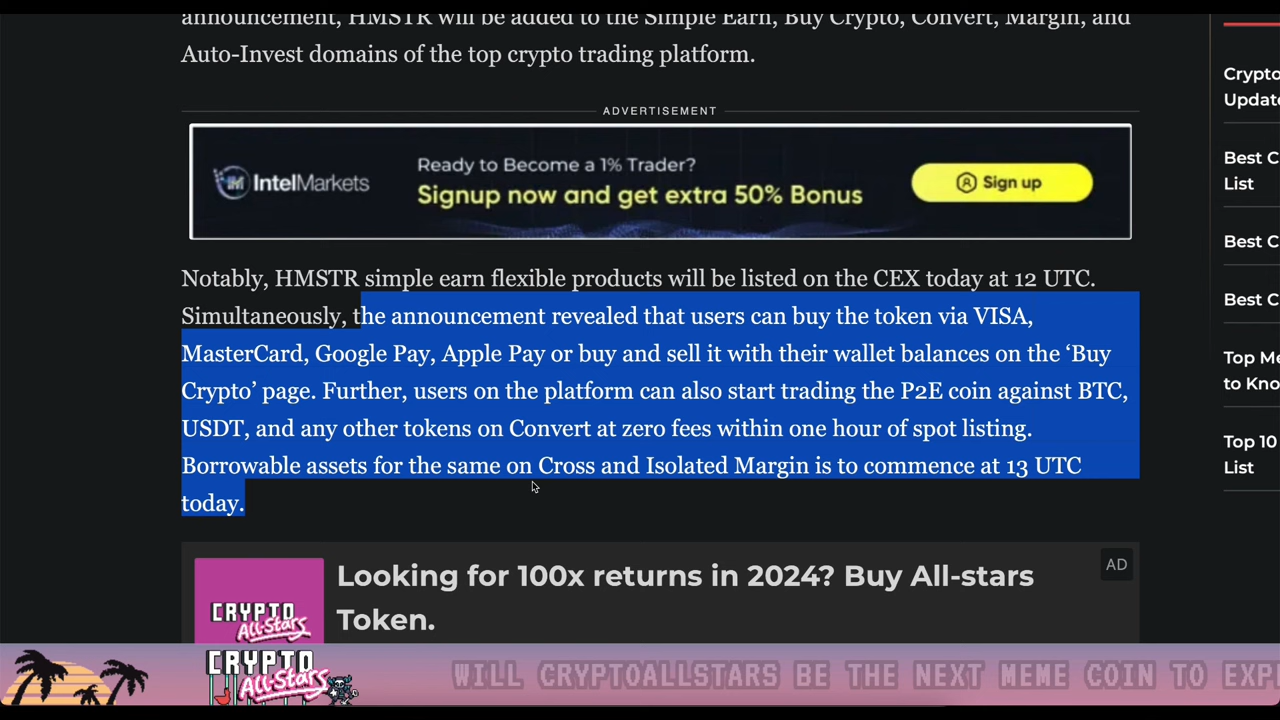 announcement, HMSTR will be added to the Simple Earn, Buy Crypto, Convert, Margin, and
Auto-Invest domains of the top crypto trading platform.
ADVERTISEMENT
IntelMarkets
Ready to Become a 1% Trader?
Signup now and get extra 50% Bonus
Sign up
Notably, HMSTR simple earn flexible products will be listed on the CEX today at 12 UTC.
Simultaneously, the announcement revealed that users can buy the token via VISA,
MasterCard, Google Pay, Apple Pay or buy and sell it with their wallet balances on the ‘Buy
Crypto’ page. Further, users on the platform can also start trading the P2E coin against BTC,
USDT, and any other tokens on Convert at zero fees within one hour of spot listing.
Borrowable assets for the same on Cross and Isolated Margin is to commence at 13 UTC
today.
Looking for 100x returns in 2024? Buy All-stars
Token.
AD
CRYPTO
All-Stars
CRYPTO
All-Stars
WILL CRYPTOALLSTARS BE THE NEXT MEME COIN TO EXPL
Crypto
Update
Best C
List
Best C
Best C
Top Me
to Kno
Top 10
List